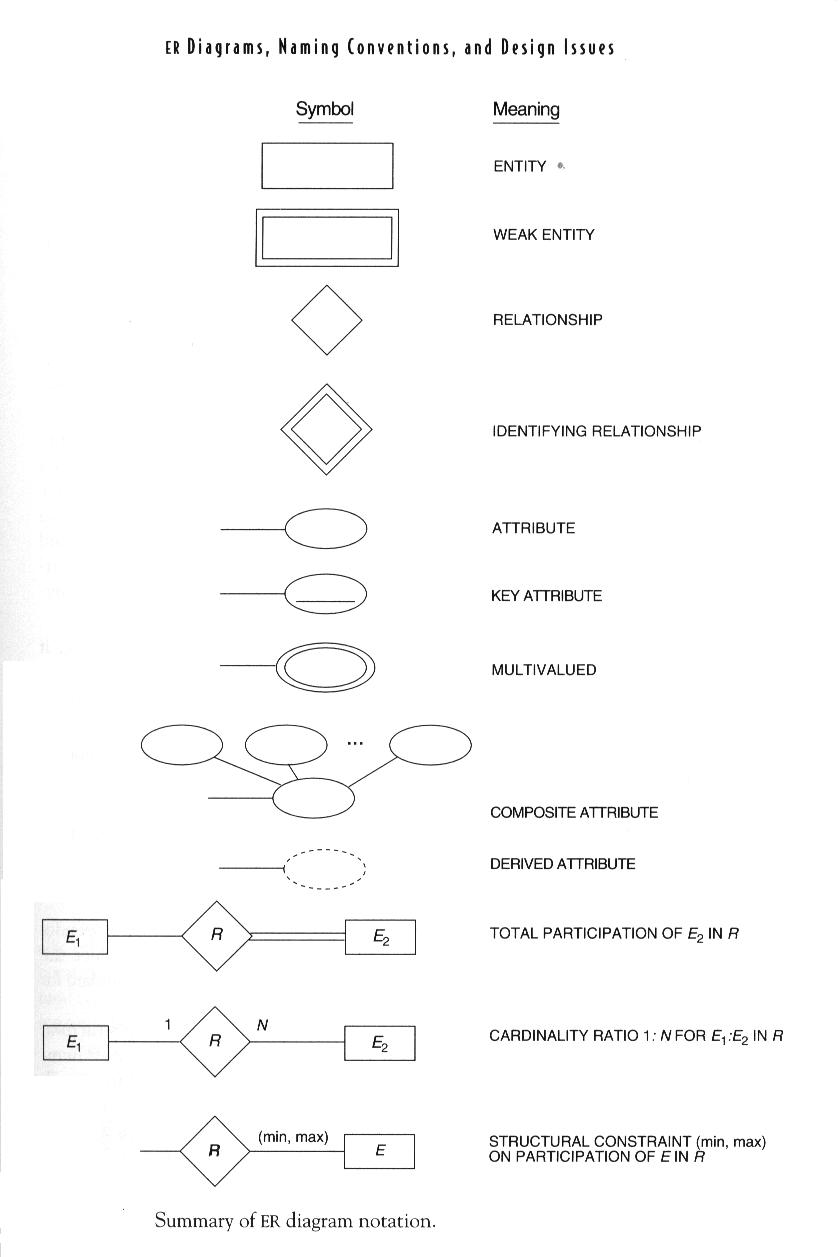 ER Diagrams, Naming Conventions, and Design Issues
Symbol Meaning
ENTITY
WEAK ENTITY
RELATIONSHIP
IDENTIFYING RELATIONSHIP
ATTRIBUTE
KEY ATTRIBUTE
MULTIVALUED
...
COMPOSITE ATTRIBUTE
DERIVED ATTRIBUTE
E1 R E2 TOTAL PARTICIPATION OF E2 IN R
E1 1 R N E2 CARDINALITY RATIO 1:N FOR E1:E2 IN R
R (min, max) E STRUCTURAL CONSTRAINT (min, max)
ON PARTICIPATION OF E IN R
Summary of ER diagram notation.